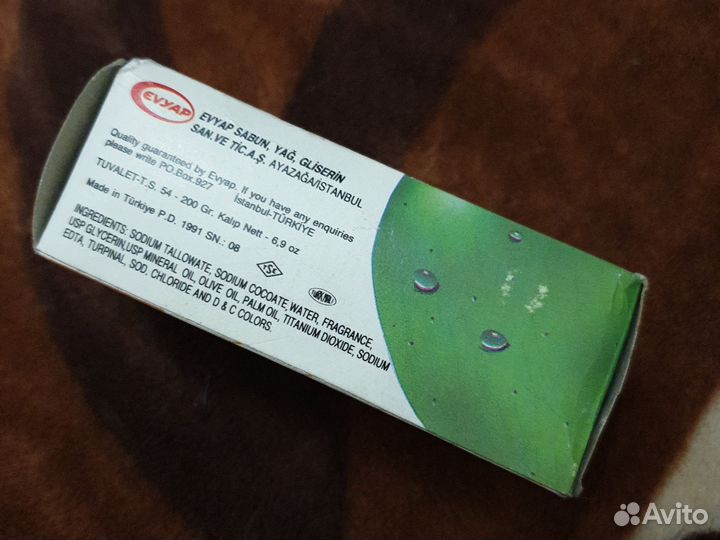 EVYAP
EVYAP SABUN, YAĞ, GLİSERİN
SAN.VE TİC.A.Ş. AYAZAĞA/İSTANBUL
Quality guaranteed by Evyap. If you have any enquiries
please write PO.Box.927 İstanbul-TÜRKİYE
TUVALET-T.S. 54 - 200 Gr. Kalıp Nett - 6,9 oz
Made in Türkiye P.D. 1991 SN.: 08
INGREDIENTS: SODIUM TALLOWATE, SODIUM COCOATE, WATER, FRAGRANCE,
USP GLYCERIN,USP MINERAL OIL, OLIVE OIL, PALM OIL, TITANIUM DIOXIDE, SODIUM
EDTA, TURPINAL, SOD. CHLORIDE AND D & C COLORS.
TSE
Avito